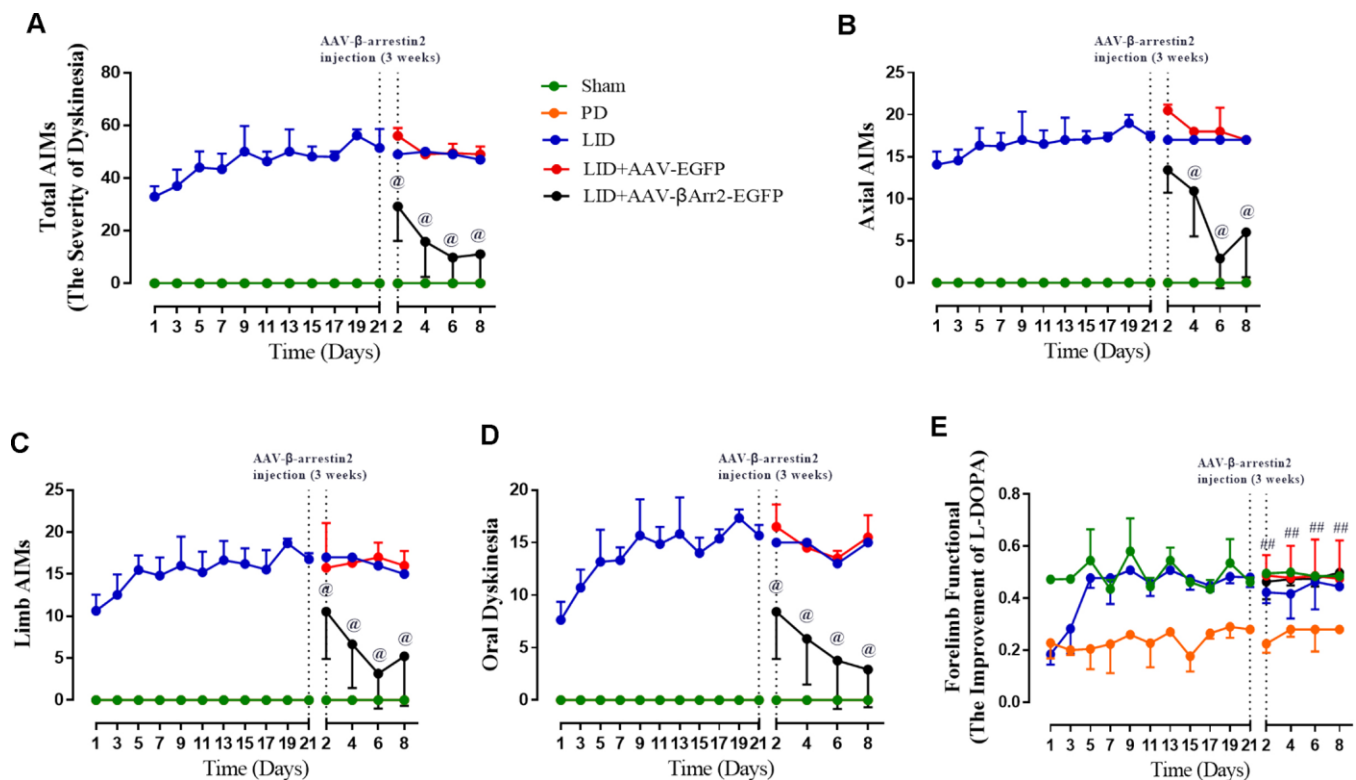 A
AAV-β-arrestin2
injection (3 weeks)
Total AIMs
(The Severity of Dyskinesia)
80
60
40
20
0
@
@
@
@
1 3 5 7 9 11 13 15 17 19 21 2 4 6 8
Time (Days)
Sham
PD
LID
LID+AAV-EGFP
LID+AAV-βArr2-EGFP
B
AAV-β-arrestin2
injection (3 weeks)
Axial AIMs
25
20
15
10
5
0
@
@
@
1 3 5 7 9 11 13 15 17 19 21 2 4 6 8
Time (Days)
C
AAV-β-arrestin2
injection (3 weeks)
Limb AIMs
25
20
15
10
5
0
@
@
@
@
1 3 5 7 9 11 13 15 17 19 21 2 4 6 8
Time (Days)
D
AAV-β-arrestin2
injection (3 weeks)
Oral Dyskinesia
20
15
10
5
0
@
@
@
@
1 3 5 7 9 11 13 15 17 19 21 2 4 6 8
Time (Days)
E
AAV-β-arrestin2
injection (3 weeks)
Forelimb Functional
(The Improvement of L-DOPA)
0.8
0.6
0.4
0.2
0.0
## ## ## ##
1 3 5 7 9 11 13 15 17 19 21 2 4 6 8
Time (Days)